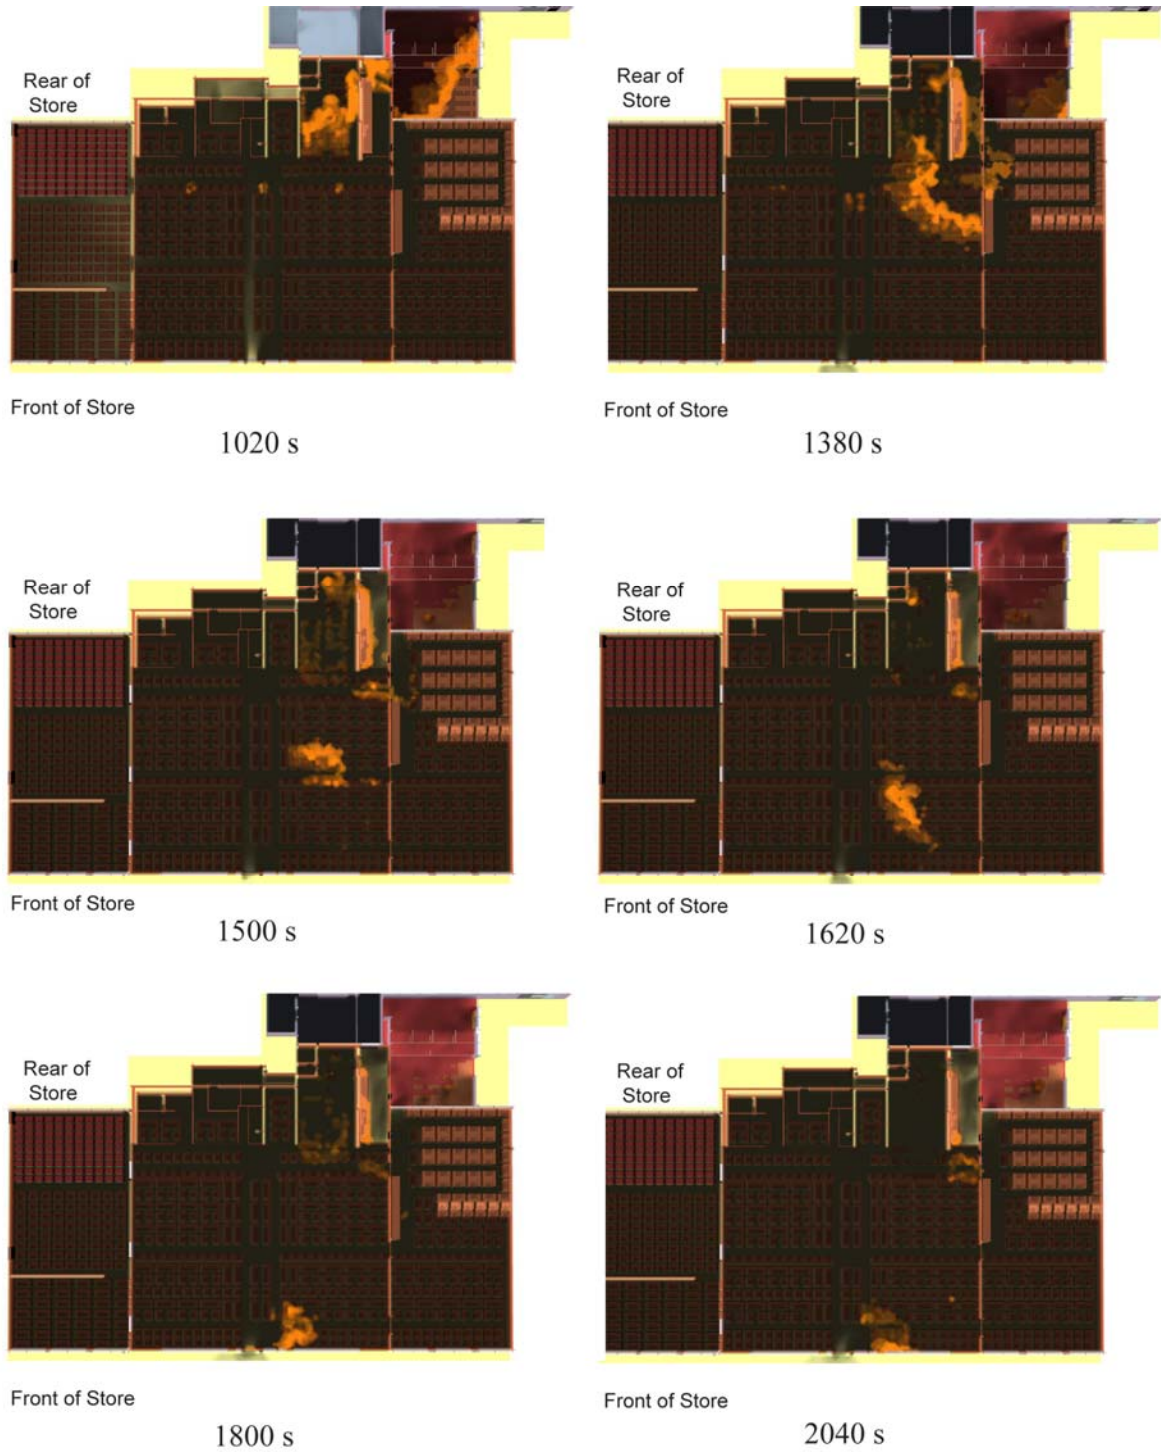 Rear of
Store
Front of Store
1020 s
Rear of
Store
Front of Store
1380 s
Rear of
Store
Front of Store
1500 s
Rear of
Store
Front of Store
1620 s
Rear of
Store
Front of Store
1800 s
Rear of
Store
Front of Store
2040 s